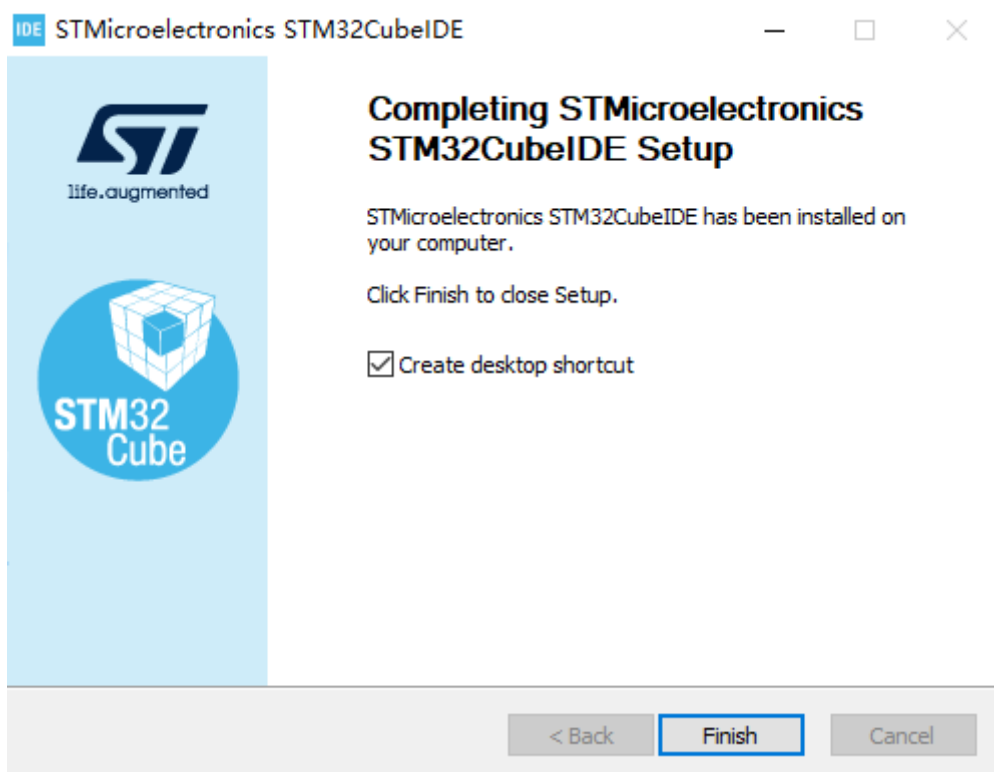 IDE STMicroelectronics STM32CubeIDE
ST
life.augmented
STM32
Cube
Completing STMicroelectronics
STM32CubeIDE Setup
STMicroelectronics STM32CubeIDE has been installed on
your computer.
Click Finish to close Setup.
Create desktop shortcut
< Back Finish Cancel